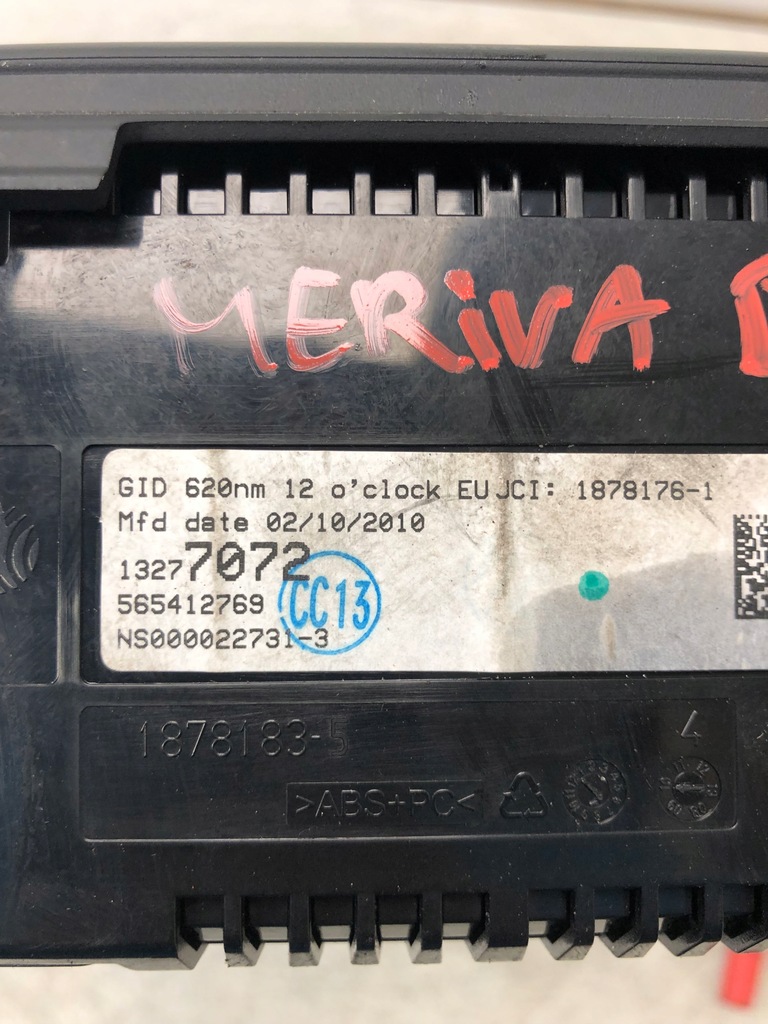 MERiVA
GID 620nm 12 o'clock EU JCI: 1878176-1
Mfd date 02/10/2010
13277072
565412769 CC13
NS000022731-3
1878183-5
>ABS+PC<